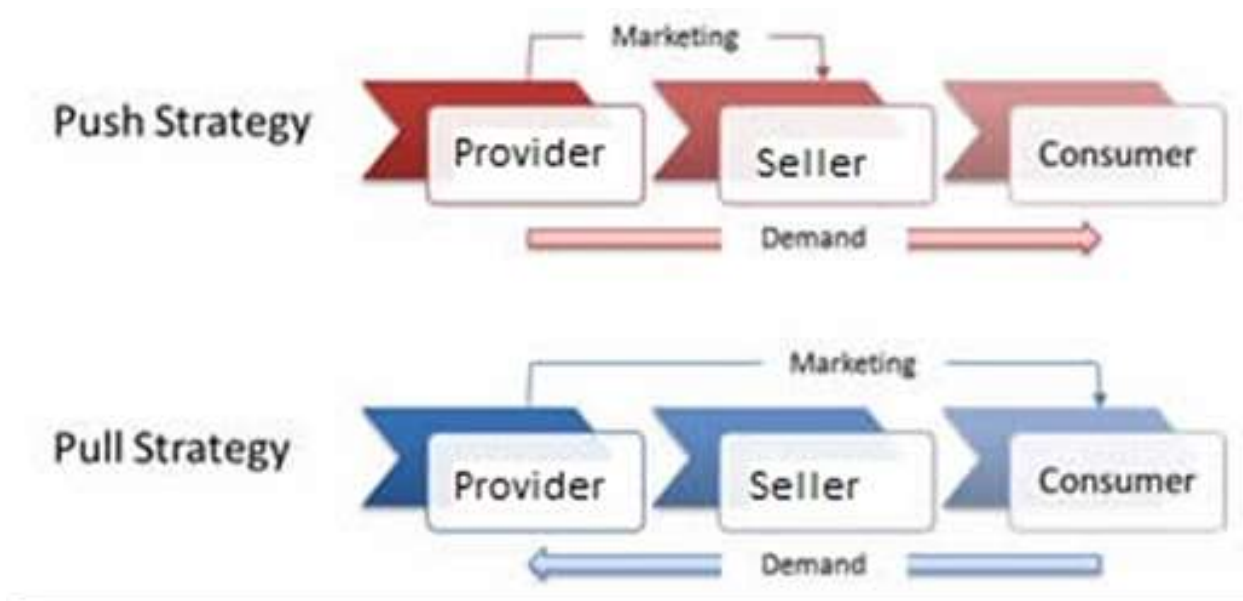 Marketing
Push Strategy
Provider
Seller
Consumer
Demand
Marketing
Pull Strategy
Provider
Seller
Consumer
Demand